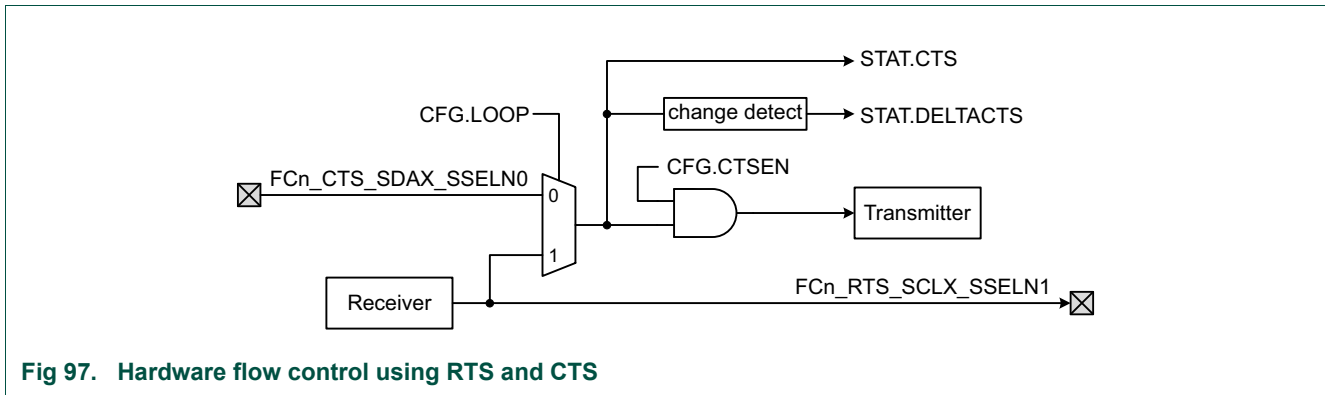 STAT.CTS
CFG.LOOP
change detect
STAT.DELTACTS
CFG.CTSEN
FCn_CTS_SDAX_SSELN0
0
Transmitter
1
FCn_RTS_SCLX_SSELN1
Receiver
Fig 97. Hardware flow control using RTS and CTS